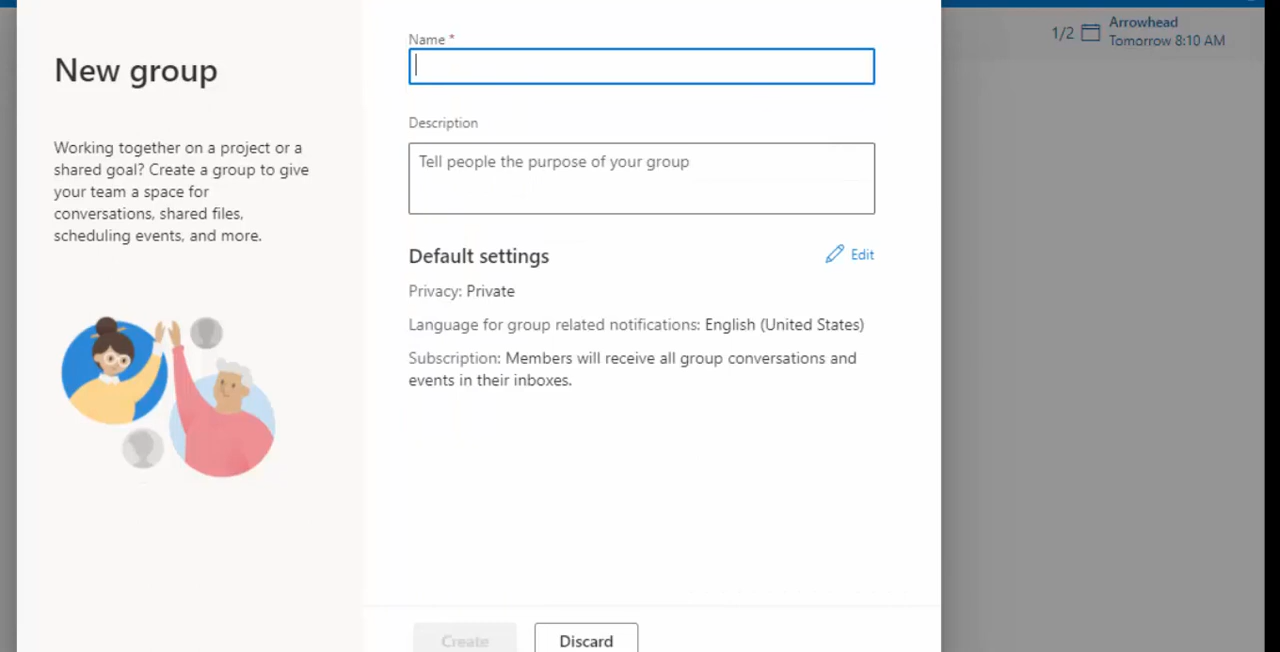 1/2
Arrowhead
Tomorrow 8:10 AM
New group
Working together on a project or a
shared goal? Create a group to give
your team a space for
conversations, shared files,
scheduling events, and more.
Name *
Description
Tell people the purpose of your group
Default settings
Edit
Privacy: Private
Language for group related notifications: English (United States)
Subscription: Members will receive all group conversations and
events in their inboxes.
Create
Discard